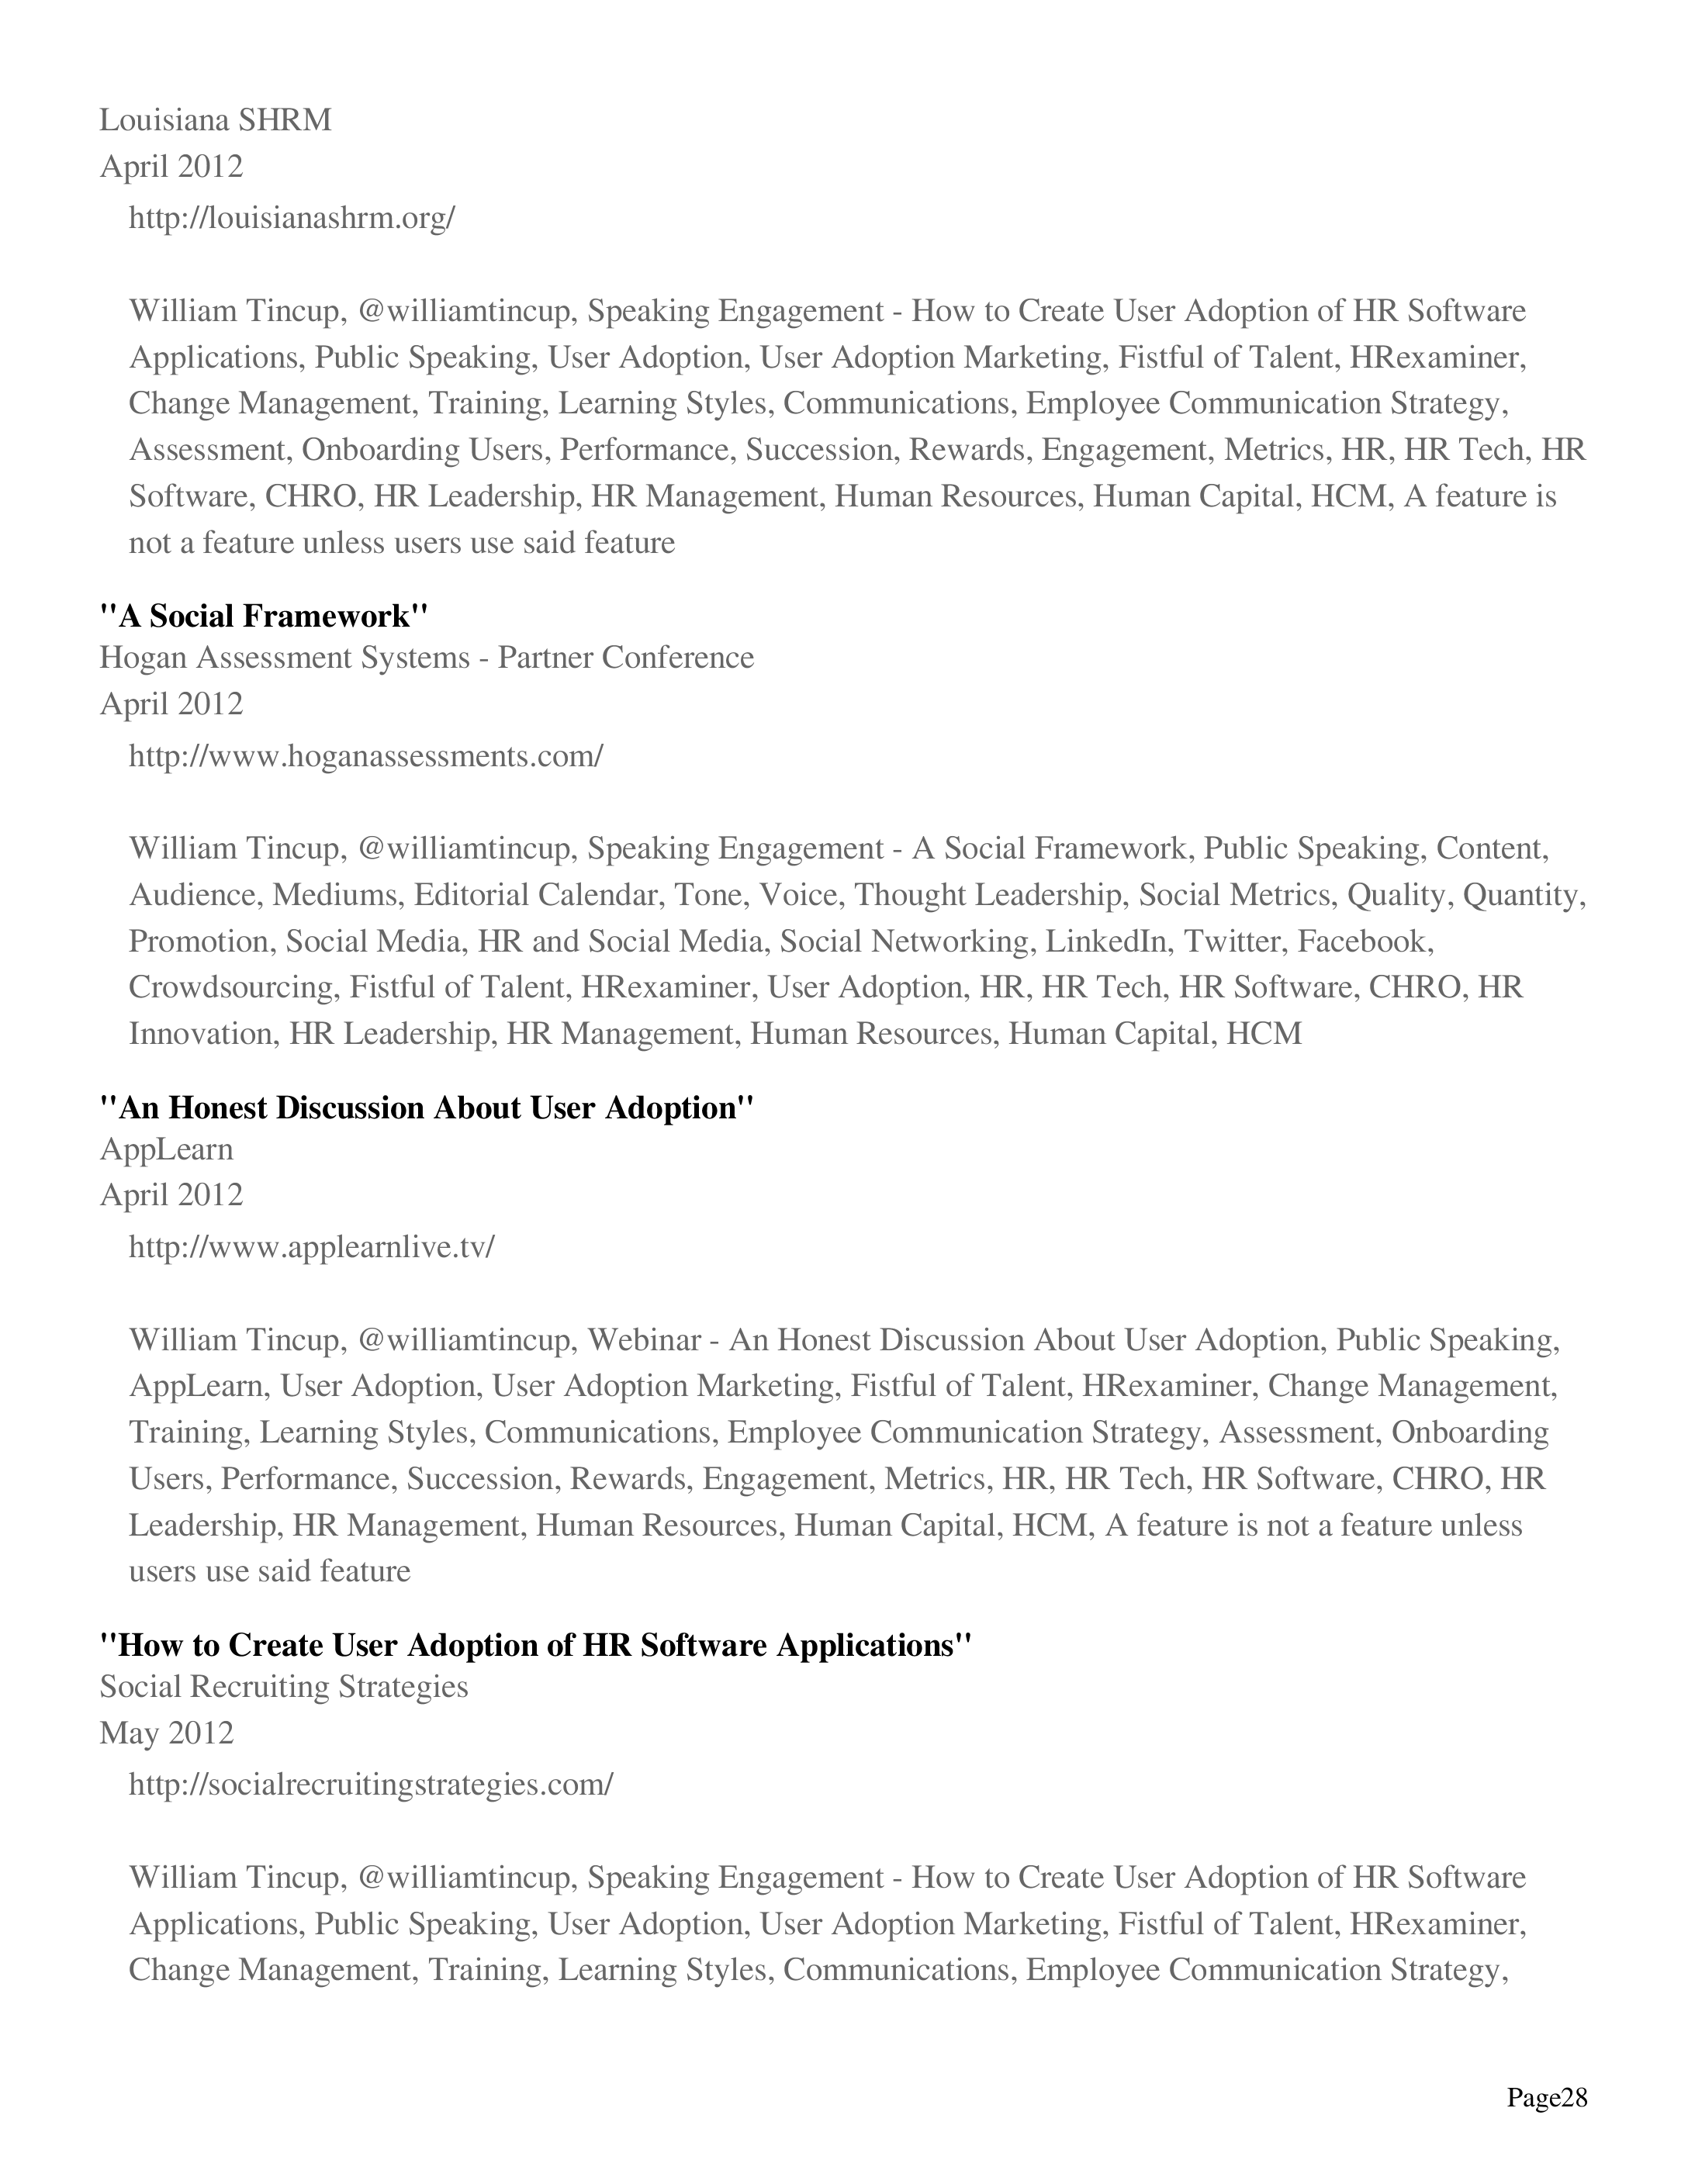 Louisiana SHRM
April 2012
http://louisianashrm.org/
William Tincup, @williamtincup, Speaking Engagement - How to Create User Adoption of HR Software
Applications, Public Speaking, User Adoption, User Adoption Marketing, Fistful of Talent, HRexaminer,
Change Management, Training, Learning Styles, Communications, Employee Communication Strategy,
Assessment, Onboarding Users, Performance, Succession, Rewards, Engagement, Metrics, HR, HR Tech, HR
Software, CHRO, HR Leadership, HR Management, Human Resources, Human Capital, HCM, A feature is
not a feature unless users use said feature
"A Social Framework"
Hogan Assessment Systems - Partner Conference
April 2012
http://www.hoganassessments.com/
William Tincup, @williamtincup, Speaking Engagement - A Social Framework, Public Speaking, Content,
Audience, Mediums, Editorial Calendar, Tone, Voice, Thought Leadership, Social Metrics, Quality, Quantity,
Promotion, Social Media, HR and Social Media, Social Networking, LinkedIn, Twitter, Facebook,
Crowdsourcing, Fistful of Talent, HRexaminer, User Adoption, HR, HR Tech, HR Software, CHRO, HR
Innovation, HR Leadership, HR Management, Human Resources, Human Capital, HCM
"An Honest Discussion About User Adoption"
AppLearn
April 2012
http://www.applearnlive.tv/
William Tincup, @williamtincup, Webinar - An Honest Discussion About User Adoption, Public Speaking,
AppLearn, User Adoption, User Adoption Marketing, Fistful of Talent, HRexaminer, Change Management,
Training, Learning Styles, Communications, Employee Communication Strategy, Assessment, Onboarding
Users, Performance, Succession, Rewards, Engagement, Metrics, HR, HR Tech, HR Software, CHRO, HR
Leadership, HR Management, Human Resources, Human Capital, HCM, A feature is not a feature unless
users use said feature
"How to Create User Adoption of HR Software Applications"
Social Recruiting Strategies
May 2012
http://socialrecruitingstrategies.com/
William Tincup, @williamtincup, Speaking Engagement - How to Create User Adoption of HR Software
Applications, Public Speaking, User Adoption, User Adoption Marketing, Fistful of Talent, HRexaminer,
Change Management, Training, Learning Styles, Communications, Employee Communication Strategy,
Page28